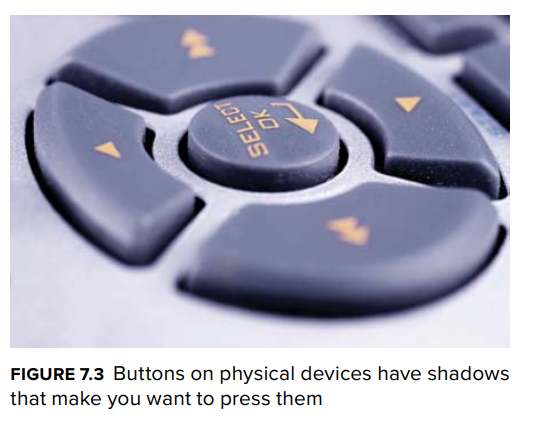 SELECT
OK
FIGURE 7.3 Buttons on physical devices have shadows
that make you want to press them